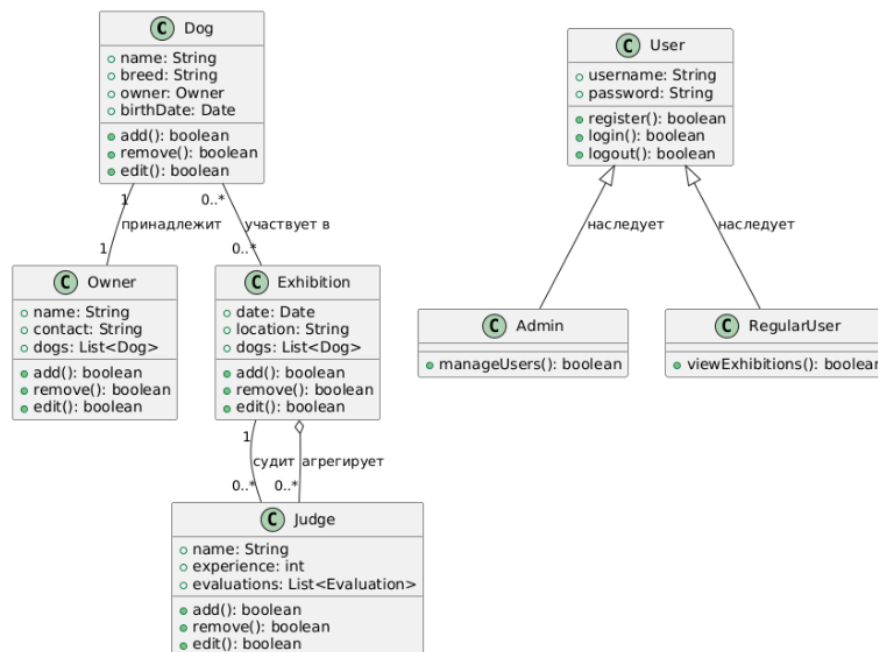 C Dog
name: String
breed: String
owner: Owner
birthDate: Date
add(): boolean
remove(): boolean
edit(): boolean
C User
username: String
password: String
register(): boolean
login(): boolean
logout(): boolean
1
принадлежит
1
0..*
участвует в
0..*
наследует
наследует
C Owner
name: String
contact: String
dogs: List<Dog>
add(): boolean
remove(): boolean
edit(): boolean
C Exhibition
date: Date
location: String
dogs: List<Dog>
add(): boolean
remove(): boolean
edit(): boolean
C Admin
manageUsers(): boolean
C RegularUser
viewExhibitions(): boolean
1
судит
0..*
агрегирует
0..*
C Judge
name: String
experience: int
evaluations: List<Evaluation>
add(): boolean
remove(): boolean
edit(): boolean